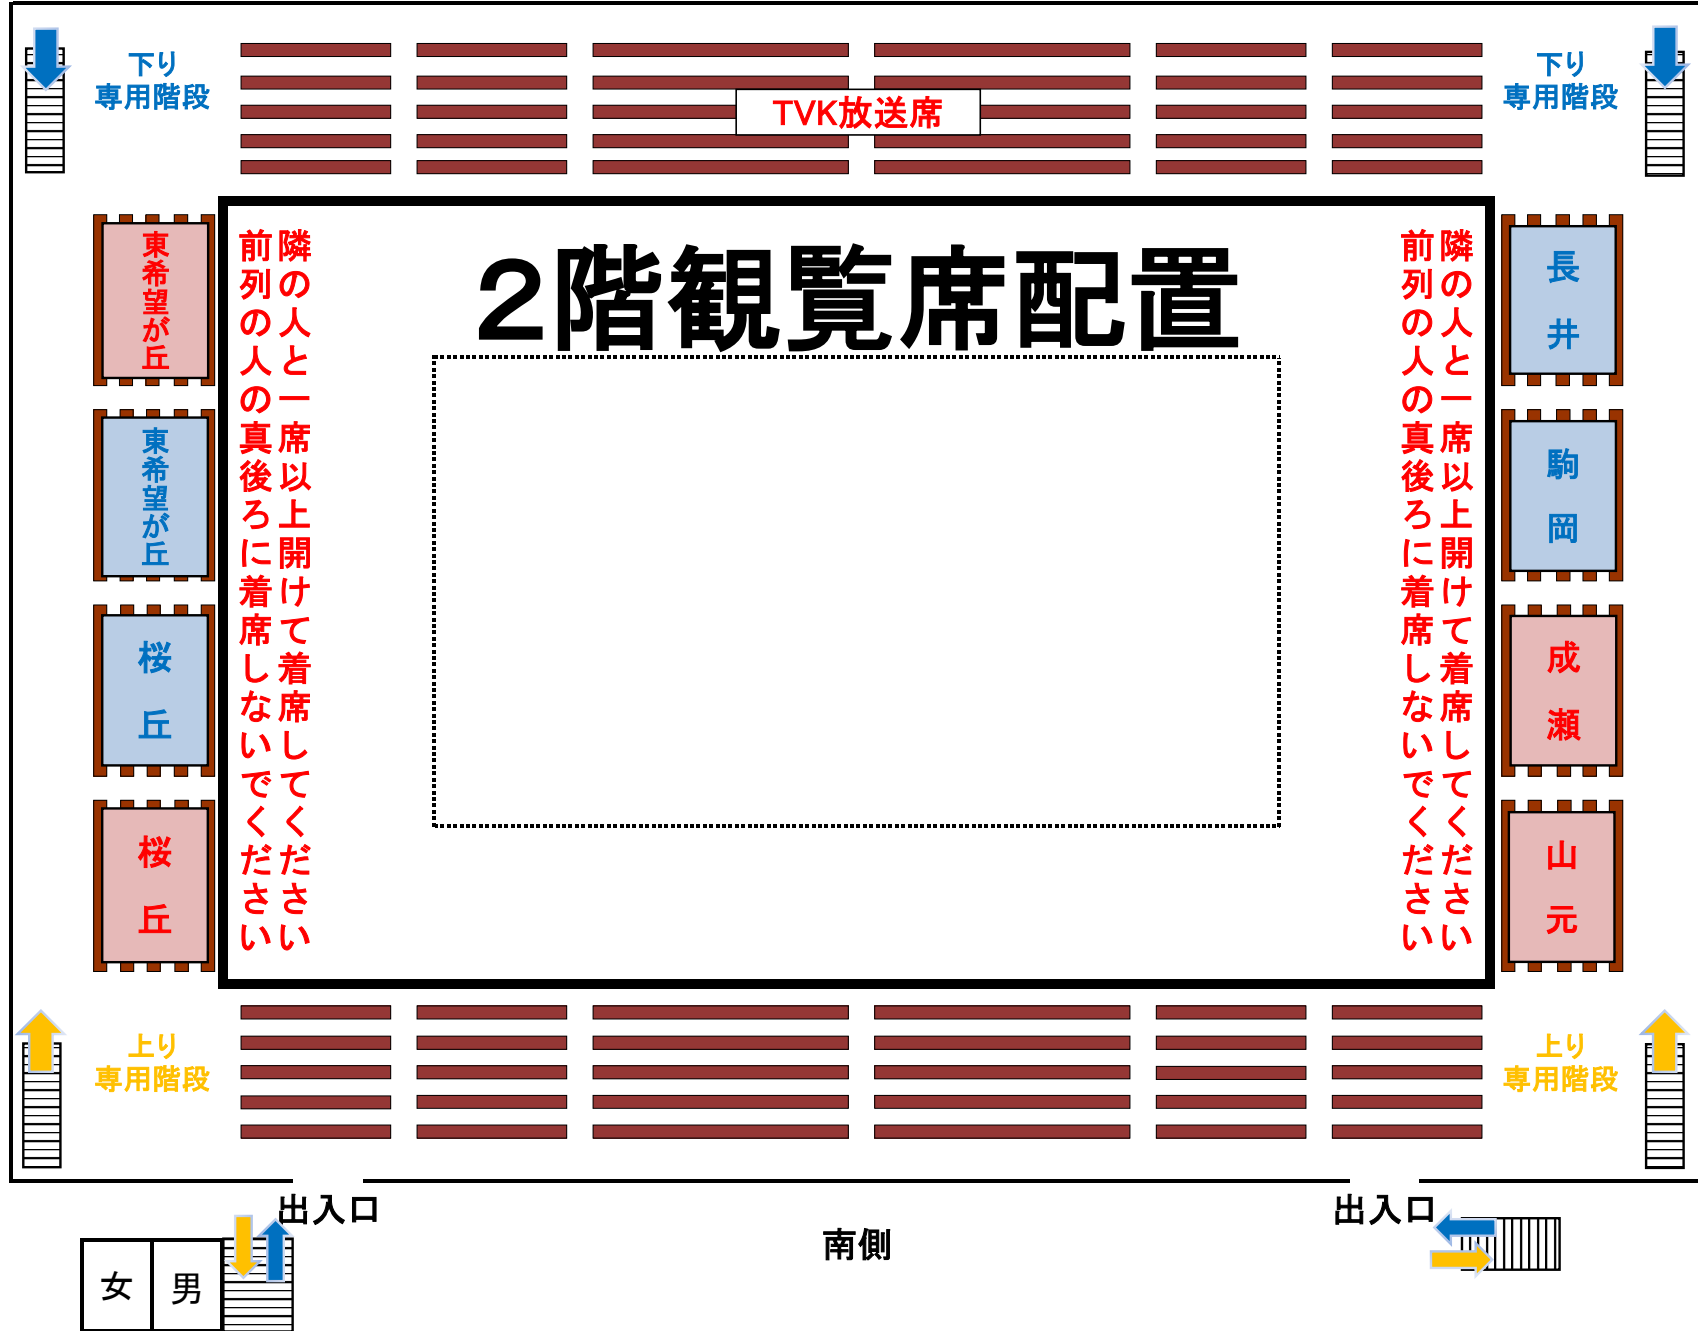 下り
専用階段
下り
専用階段
TVK放送席
2階観覧席配置
隣の人と一席以上開けて着席してください
前列の人の真後ろに着席しないでください
隣の人と一席以上開けて着席してください
前列の人の真後ろに着席しないでください
東希望が丘
東希望が丘
桜丘
桜丘
長井
駒岡
成瀬
山元
上り
専用階段
上り
専用階段
出入口
出入口
南側
女
男